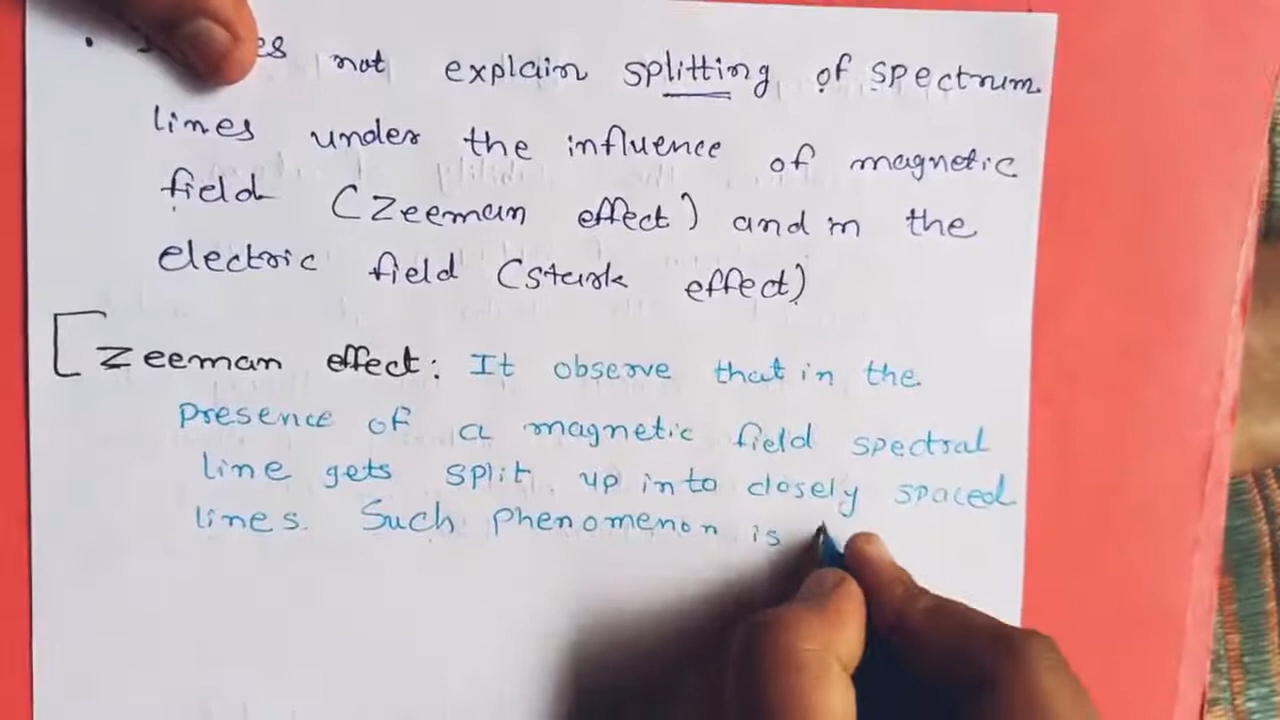 not explain splitting of spectrum
lines under the influence of magnetic
field (Zeeman effect) and in the
electric field (Stark effect)
Zeeman effect: It observe that in the
presence of a magnetic field spectral
line gets split up into closely spaced
lines. Such phenomenon is